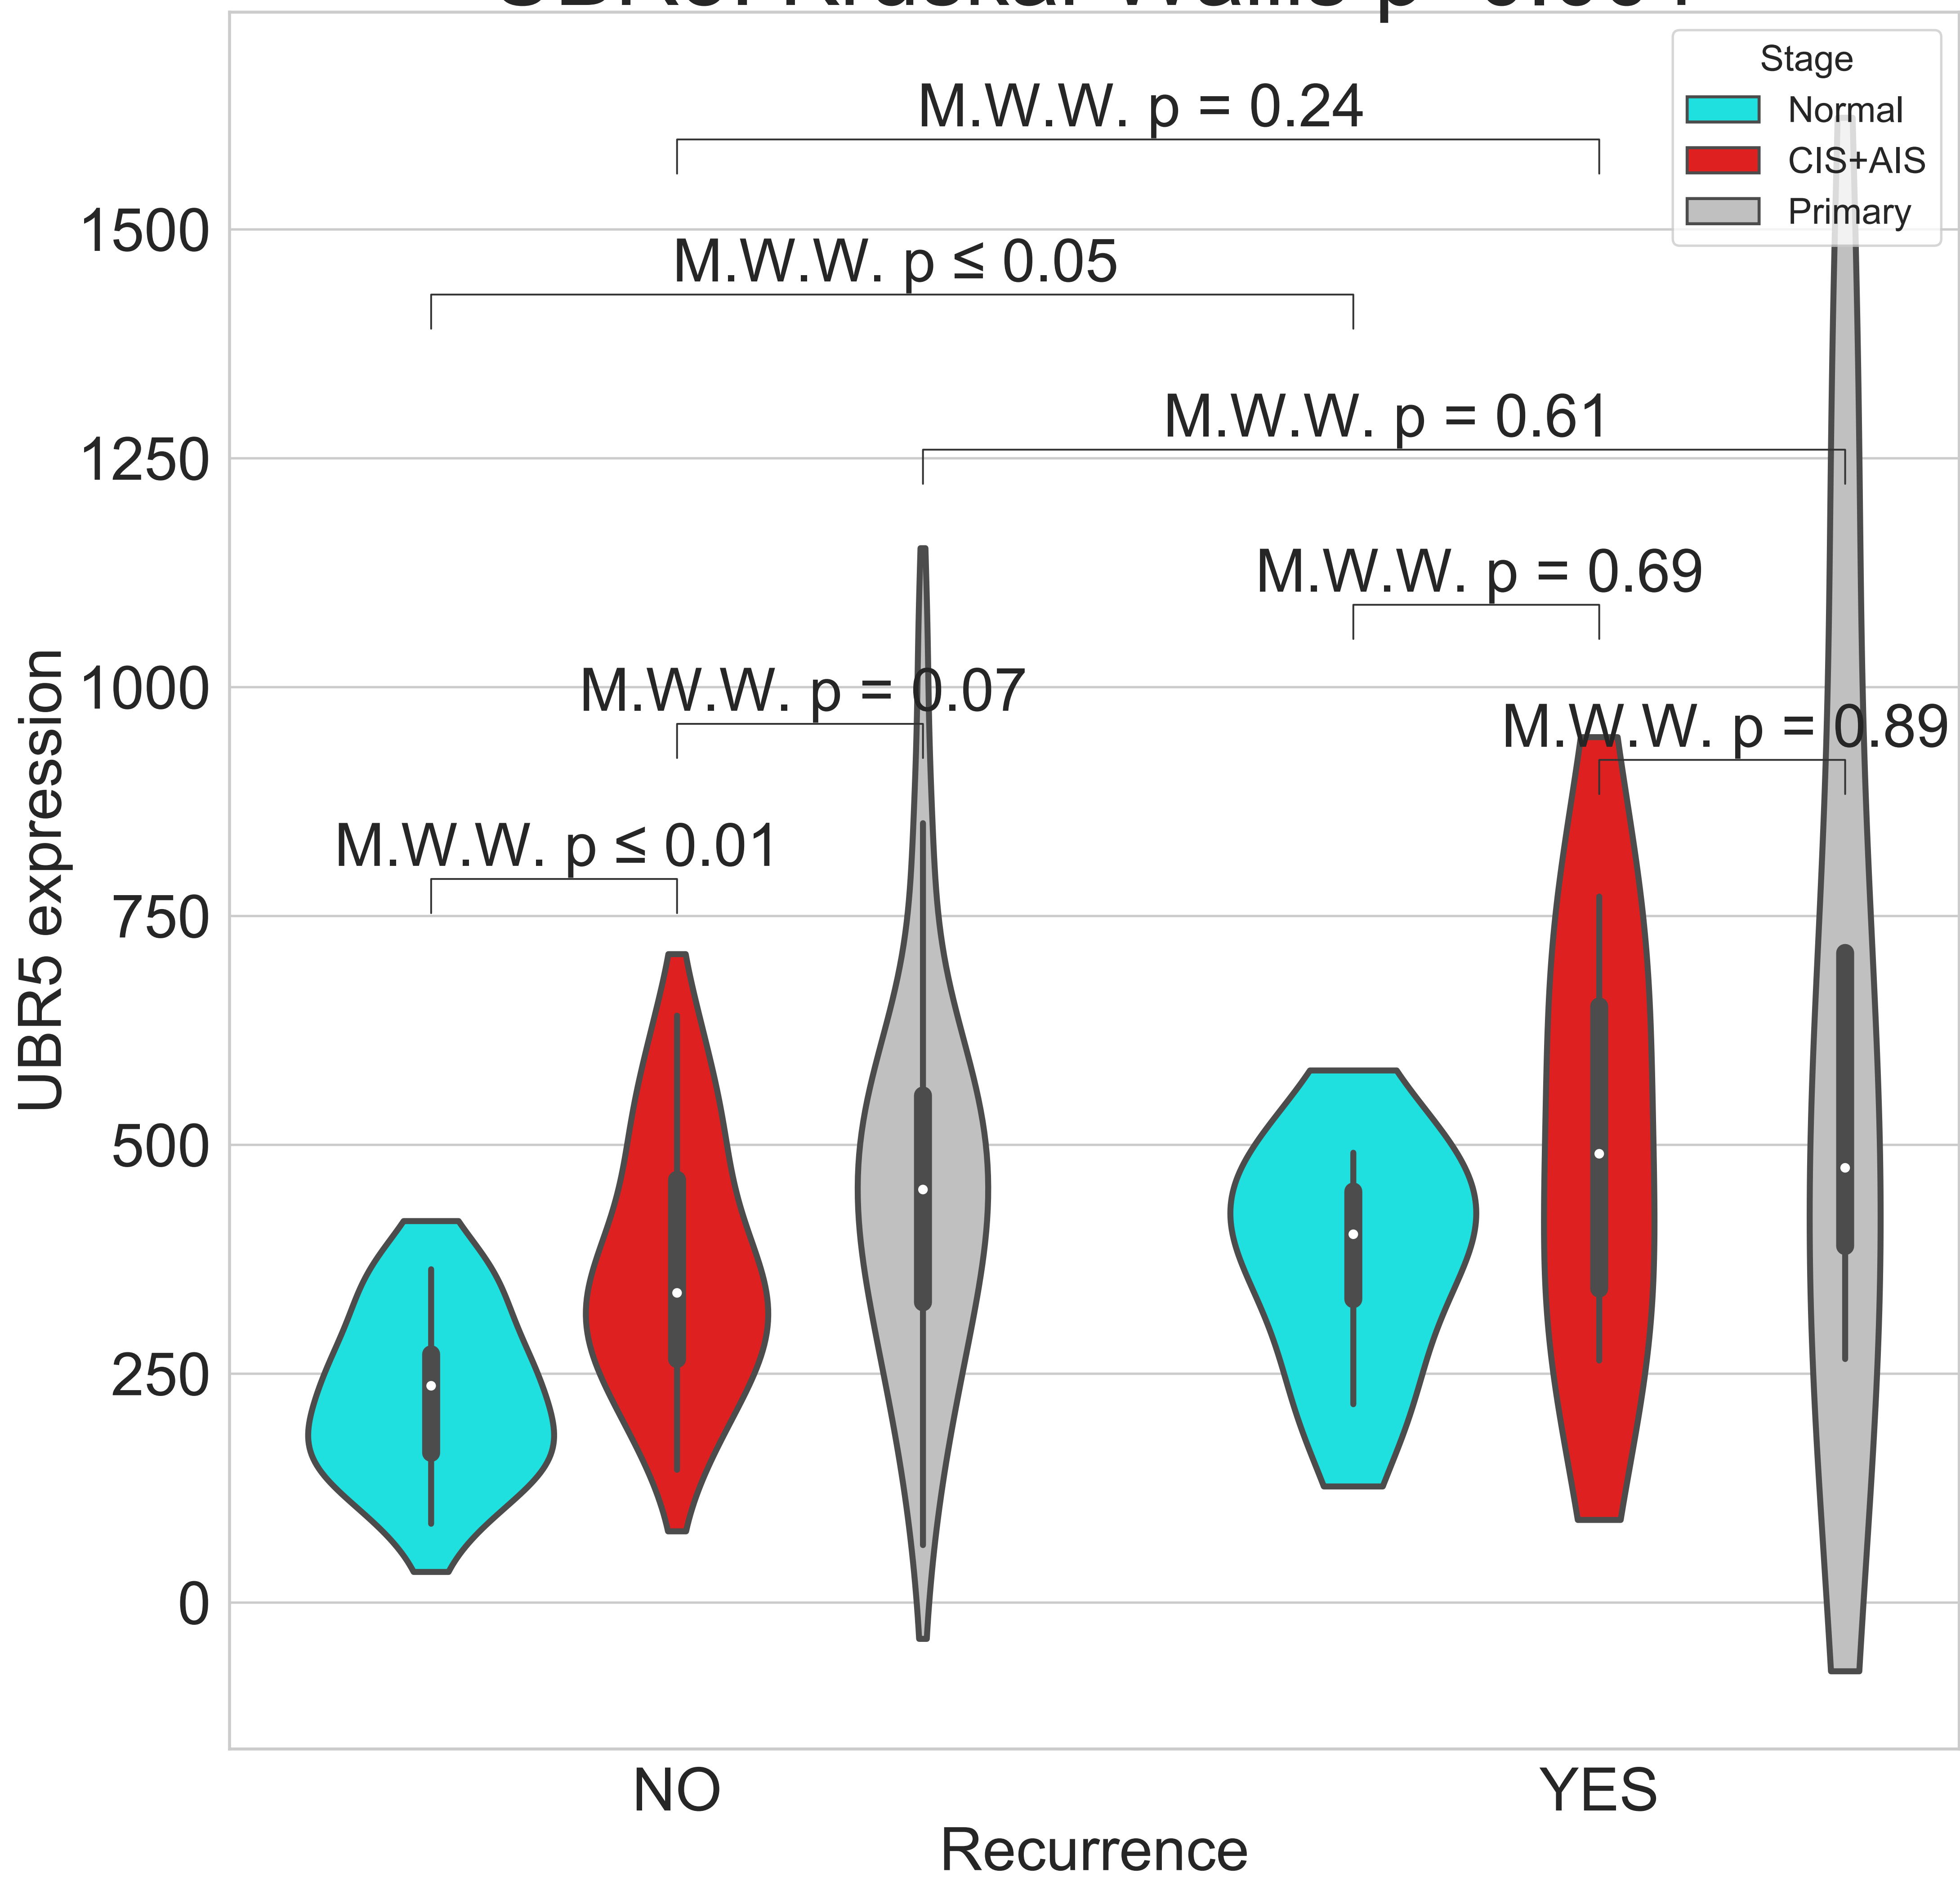 Stage
Normal
CIS+AIS
Primary
M.W.W. p = 0.24
M.W.W. p ≤ 0.05
M.W.W. p = 0.61
M.W.W. p = 0.69
M.W.W. p = 0.07
M.W.W. p = 0.89
M.W.W. p ≤ 0.01
1500
1250
1000
750
500
250
0
UBR5 expression
NO
YES
Recurrence